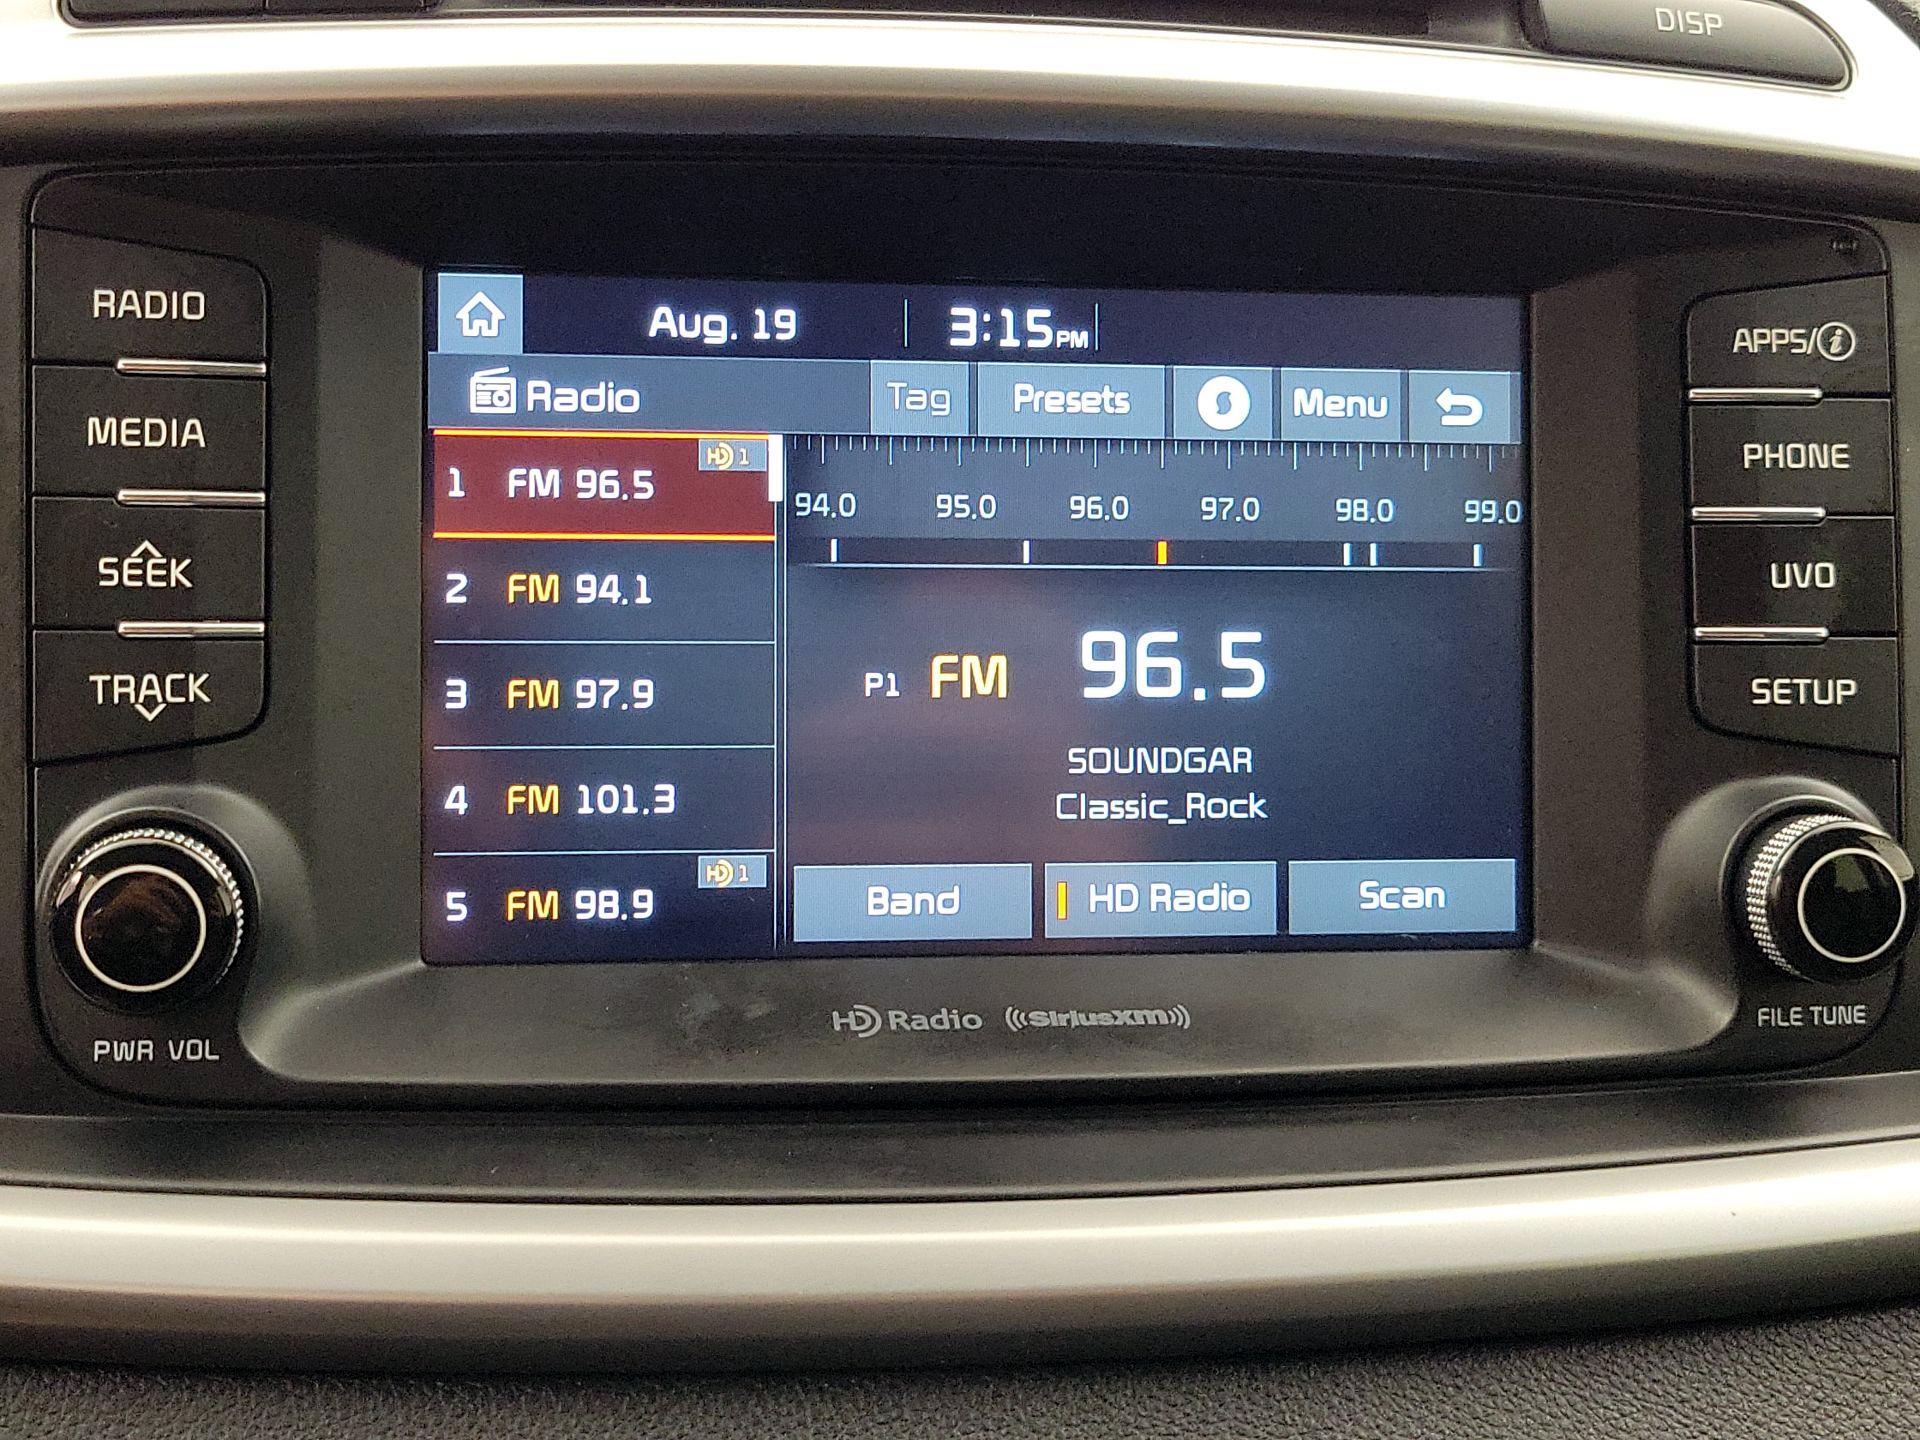 DISP
RADIO
MEDIA
SEEK
TRACK
PWR VOL
Aug. 19 3:15 PM
Radio Tag Presets Menu
1 FM 96.5 HD 1
2 FM 94.1
3 FM 97.9
4 FM 101.3
5 FM 98.9 HD 1
94.0 95.0 96.0 97.0 98.0 99.0
P1 FM 96.5
SOUNDGAR
Classic_Rock
Band HD Radio Scan
HD Radio ((SiriusXM))
APPS/i
PHONE
UVO
SETUP
FILE TUNE